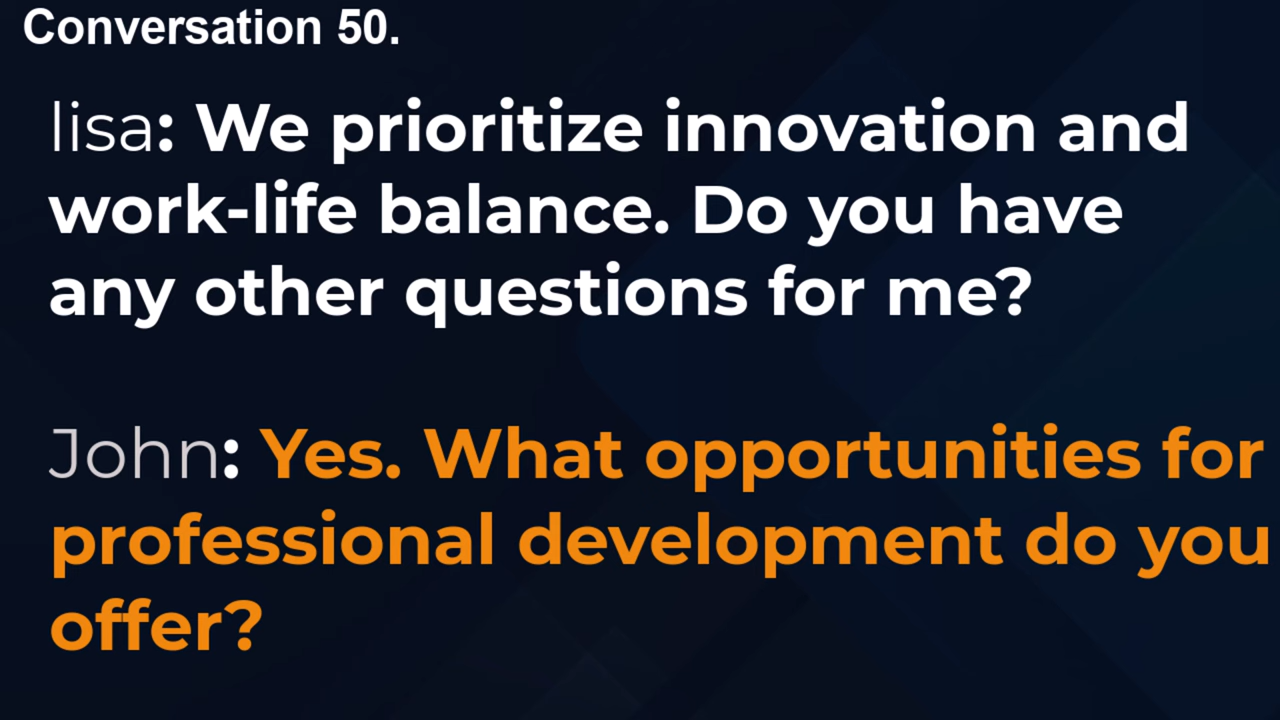 Conversation 50.
lisa: We prioritize innovation and
work-life balance. Do you have
any other questions for me?
John: Yes. What opportunities for
professional development do you
offer?